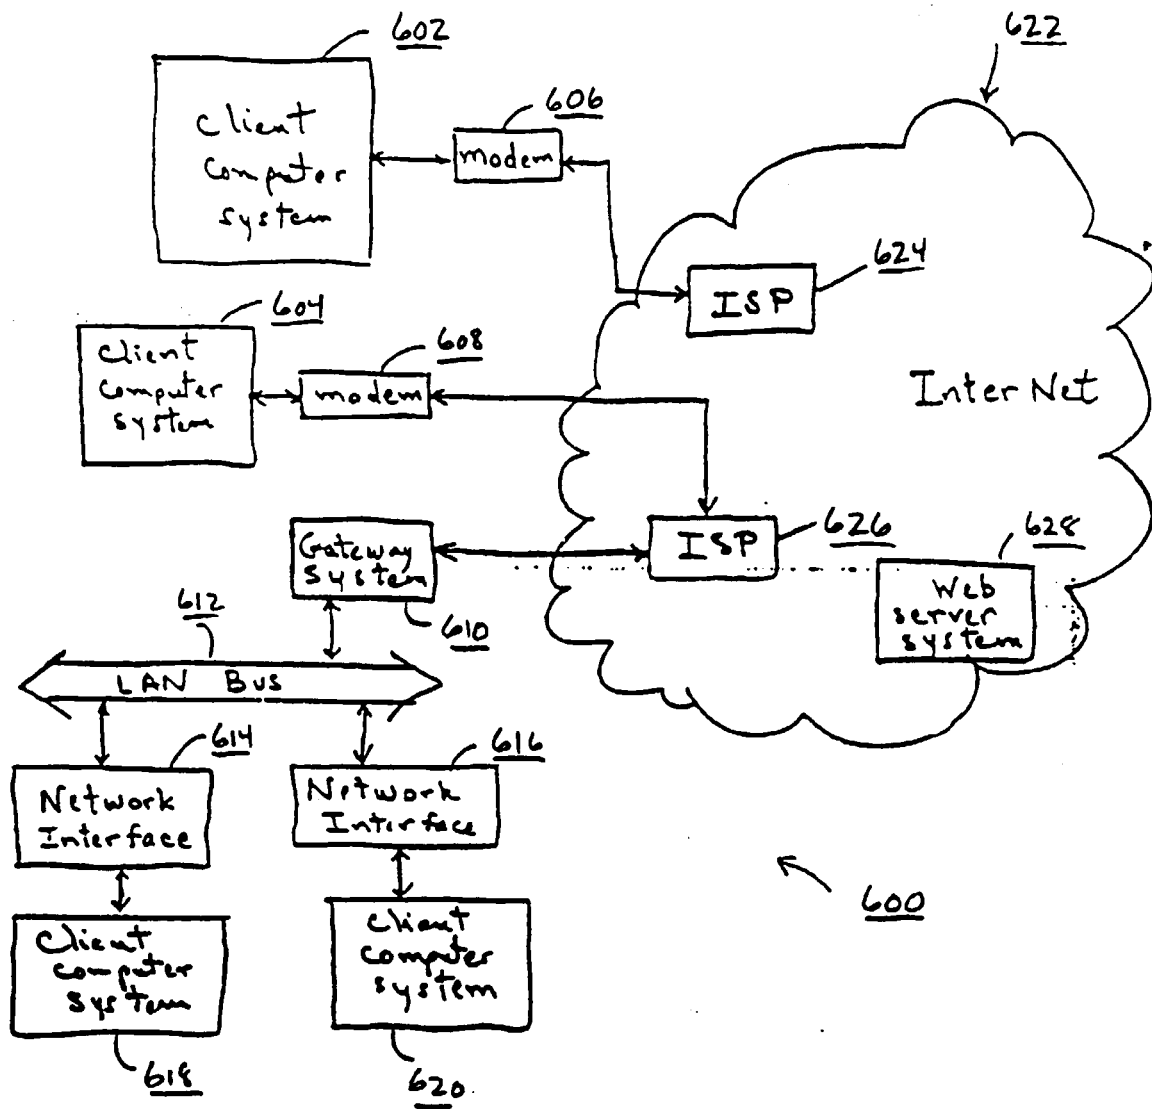 602
622
Client
computer
system
606
modem
624
ISP
604
Client
computer
system
608
modem
InterNet
Gateway
system
ISP
626
628
Web
server
system
612
610
LAN Bus
614
616
Network
Interface
Network
Interface
600
Client
computer
system
Client
computer
system
618
620